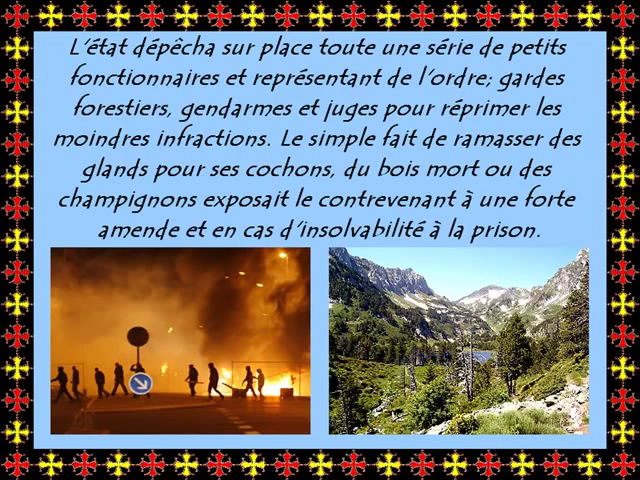 L'état dépêcha sur place toute une série de petits
fonctionnaires et représentant de l'ordre; gardes
forestiers, gendarmes et juges pour réprimer les
moindres infractions. Le simple fait de ramasser des
glands pour ses cochons, du bois mort ou des
champignons exposait le contrevenant à une forte
amende et en cas d'insolvabilité à la prison.